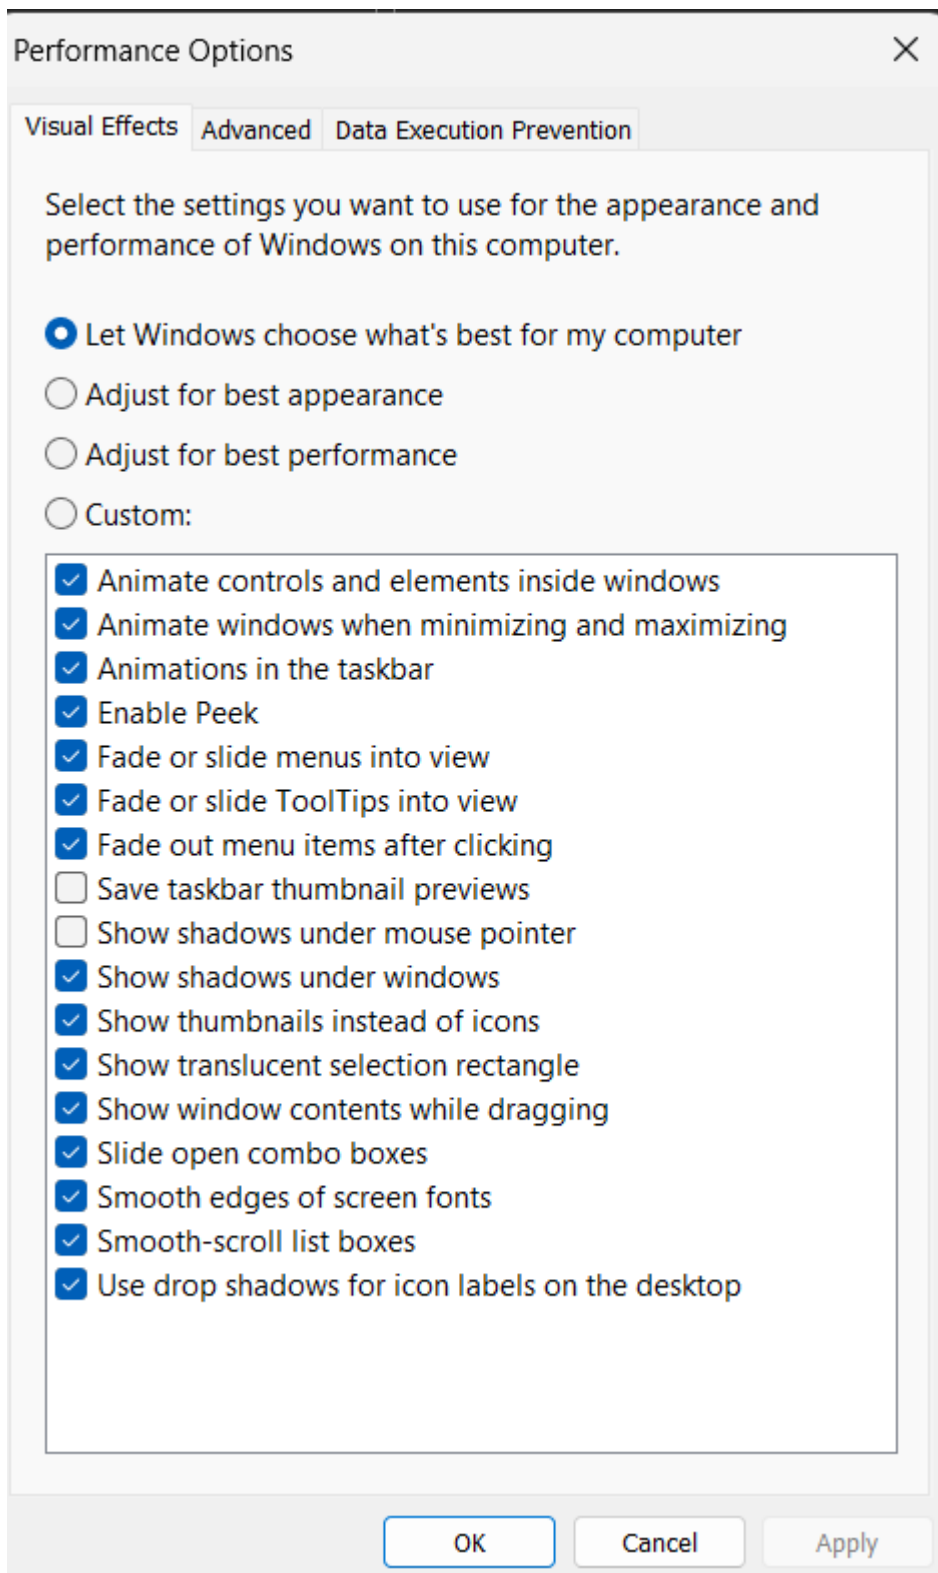 Performance Options
Visual Effects
Advanced
Data Execution Prevention
Select the settings you want to use for the appearance and
performance of Windows on this computer.
Let Windows choose what's best for my computer
Adjust for best appearance
Adjust for best performance
Custom:
Animate controls and elements inside windows
Animate windows when minimizing and maximizing
Animations in the taskbar
Enable Peek
Fade or slide menus into view
Fade or slide ToolTips into view
Fade out menu items after clicking
Save taskbar thumbnail previews
Show shadows under mouse pointer
Show shadows under windows
Show thumbnails instead of icons
Show translucent selection rectangle
Show window contents while dragging
Slide open combo boxes
Smooth edges of screen fonts
Smooth-scroll list boxes
Use drop shadows for icon labels on the desktop
OK
Cancel
Apply